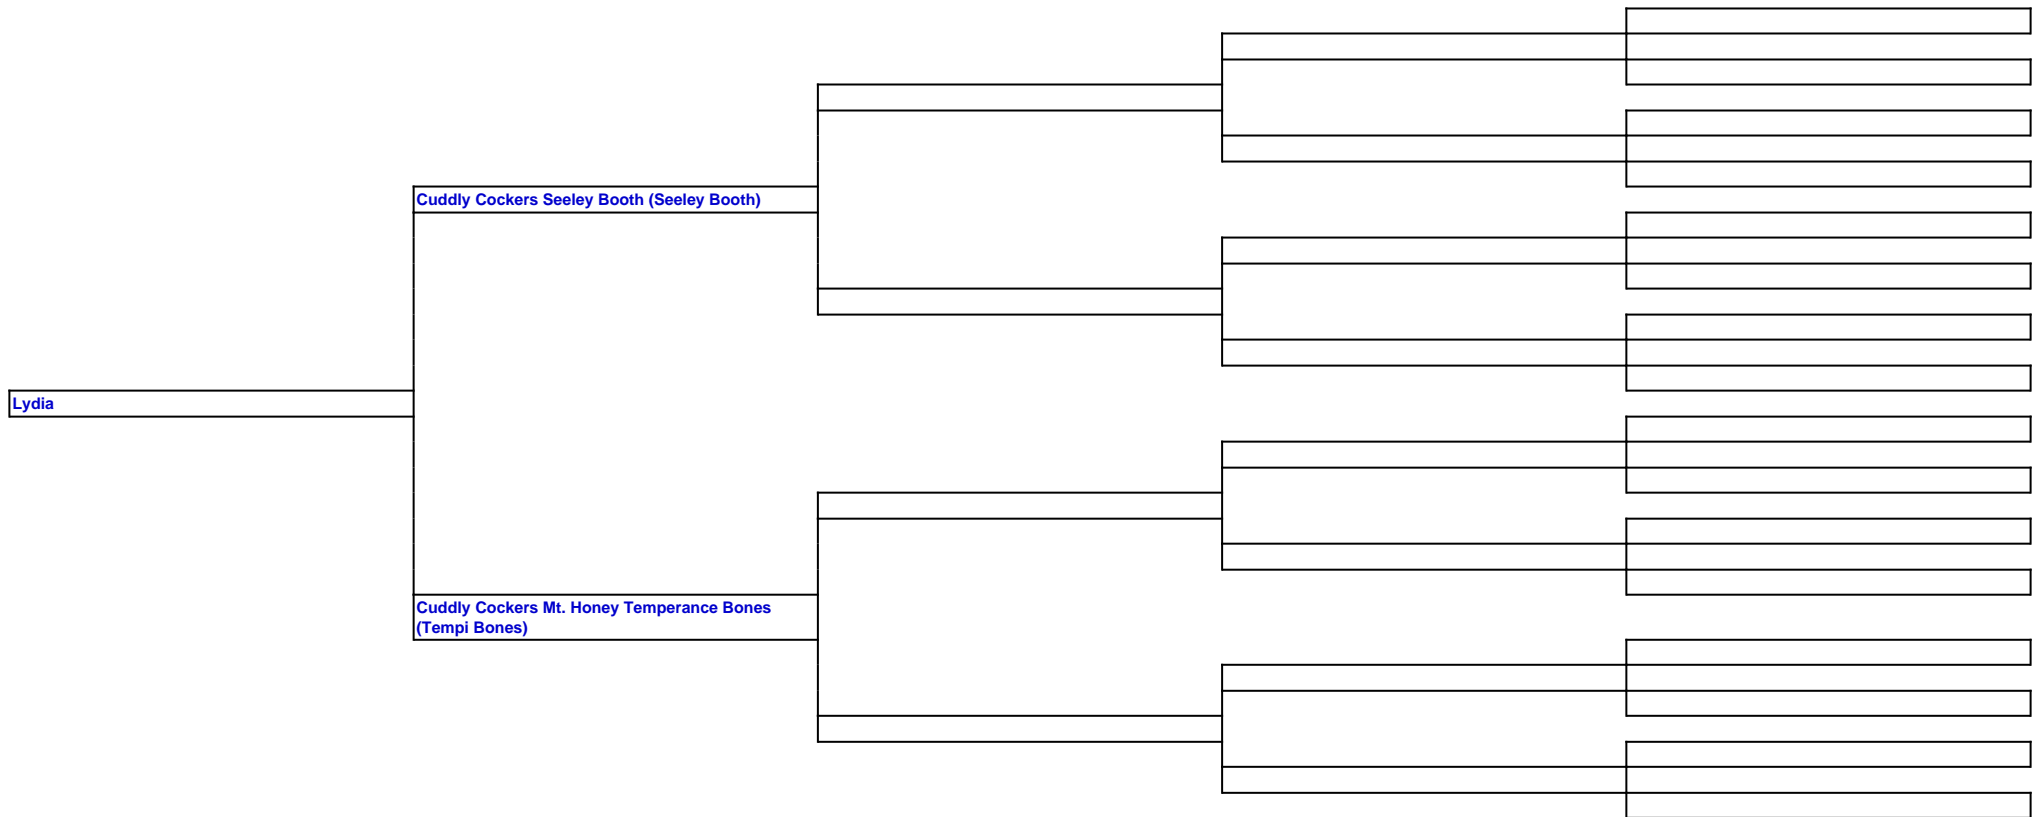 Cuddly Cockers Seeley Booth (Seeley Booth)
Lydia
Cuddly Cockers Mt. Honey Temperance Bones
(Tempi Bones)